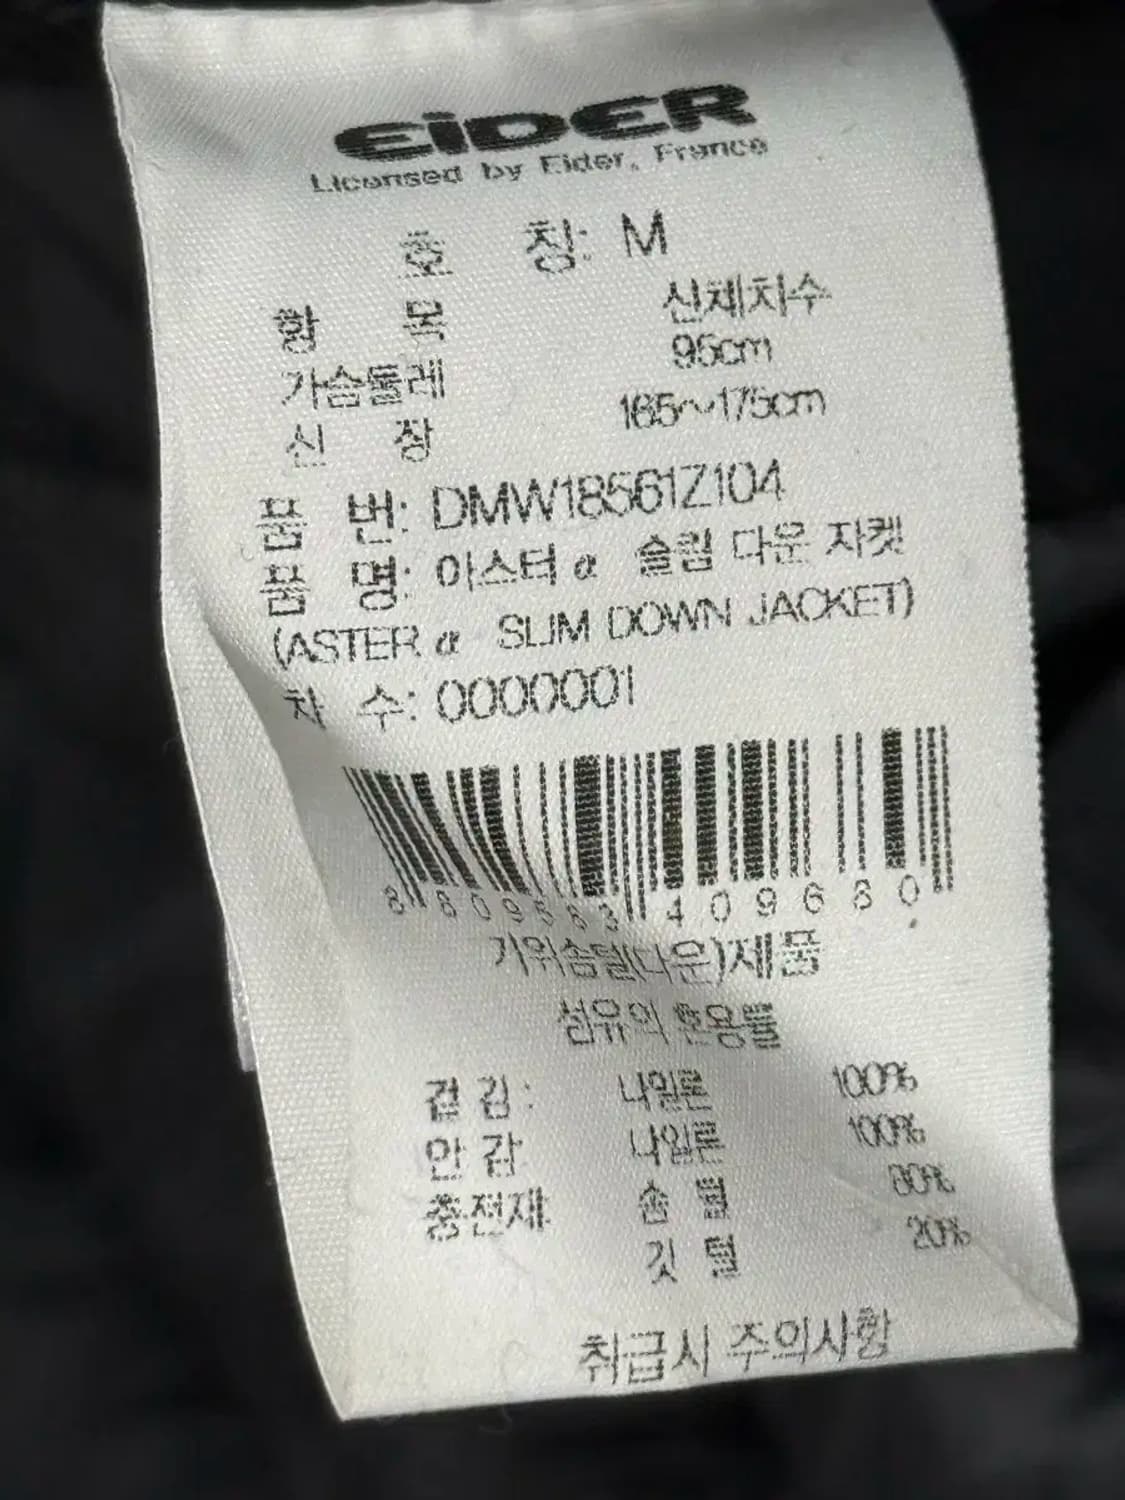 EiDER
Licensed by Eider, France
호 칭: M
항 목 신체치수
가슴둘레 95cm
신 장 165~175cm
품 번: DMW18561Z104
품 명: 아스터 α 슬림 다운 자켓
(ASTER α SLIM DOWN JACKET)
차 수: 0000001
8 809883 409680
거위솜털(다운)제품
섬유의 혼용률
겉 감: 나일론 100%
안 감 나일론 100%
충전재: 솜 털 80%
깃 털 20%
취급시 주의사항